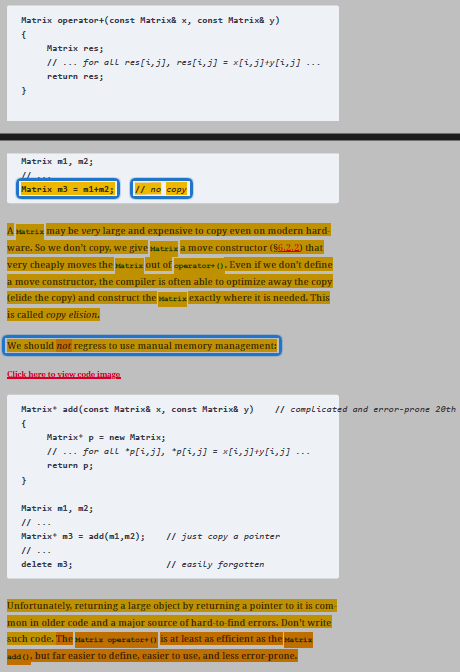 Matrix operator+(const Matrix& x, const Matrix& y)
{
Matrix res;
// ... for all res[i,j], res[i,j] = x[i,j]+y[i,j] ...
return res;
}
Matrix m1, m2;
// ...
Matrix m3 = m1+m2; // no copy
A Matrix may be very large and expensive to copy even on modern hard-
ware. So we don't copy, we give Matrix a move constructor (§6.2.2) that
very cheaply moves the Matrix out of operator+(). Even if we don't define
a move constructor, the compiler is often able to optimize away the copy
(elide the copy) and construct the Matrix exactly where it is needed. This
is called copy elision.
We should not regress to use manual memory management:
Click here to view code image
Matrix* add(const Matrix& x, const Matrix& y) // complicated and error-prone 20th
{
Matrix* p = new Matrix;
// ... for all *p[i,j], *p[i,j] = x[i,j]+y[i,j] ...
return p;
}
Matrix m1, m2;
// ...
Matrix* m3 = add(m1,m2); // just copy a pointer
// ...
delete m3; // easily forgotten
Unfortunately, returning a large object by returning a pointer to it is com-
mon in older code and a major source of hard-to-find errors. Don't write
such code. The Matrix operator+() is at least as efficient as the Matrix
add(), but far easier to define, easier to use, and less error-prone.